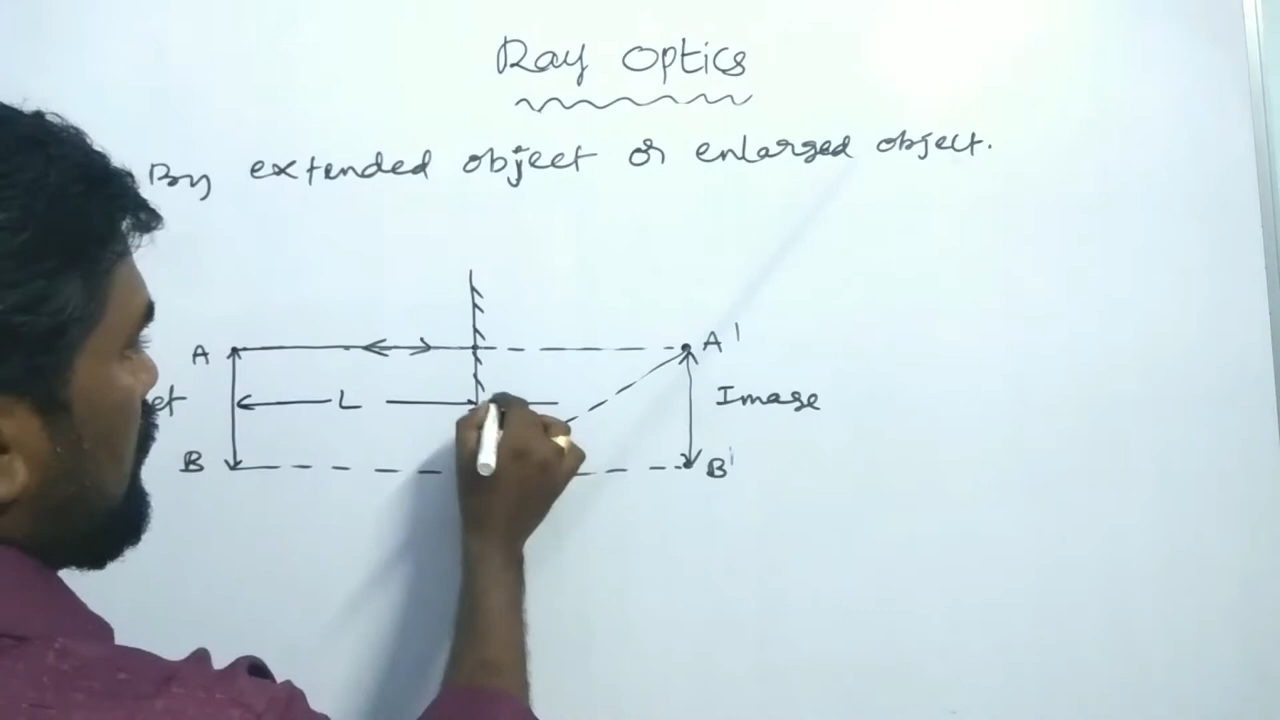 Ray Optics
By extended object or enlarged object.
A A'
L Image
B B'